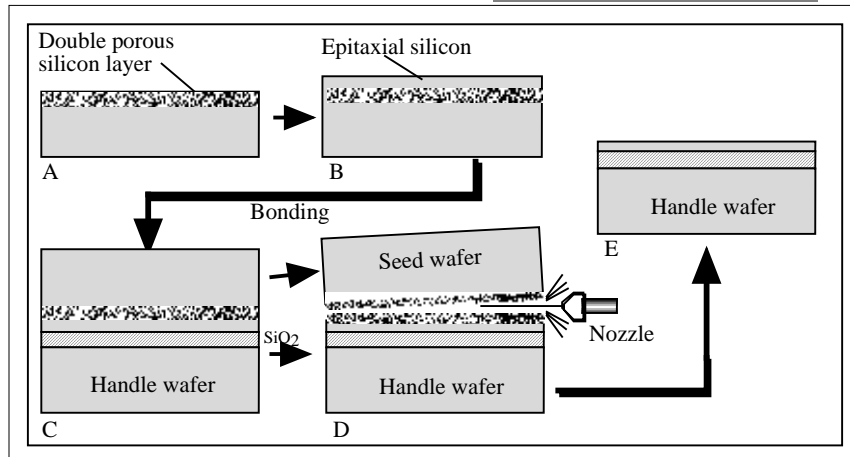 Double porous
silicon layer
Epitaxial silicon
A
B
Bonding
Handle wafer
E
Seed wafer
SiO2
Nozzle
Handle wafer
Handle wafer
C
D